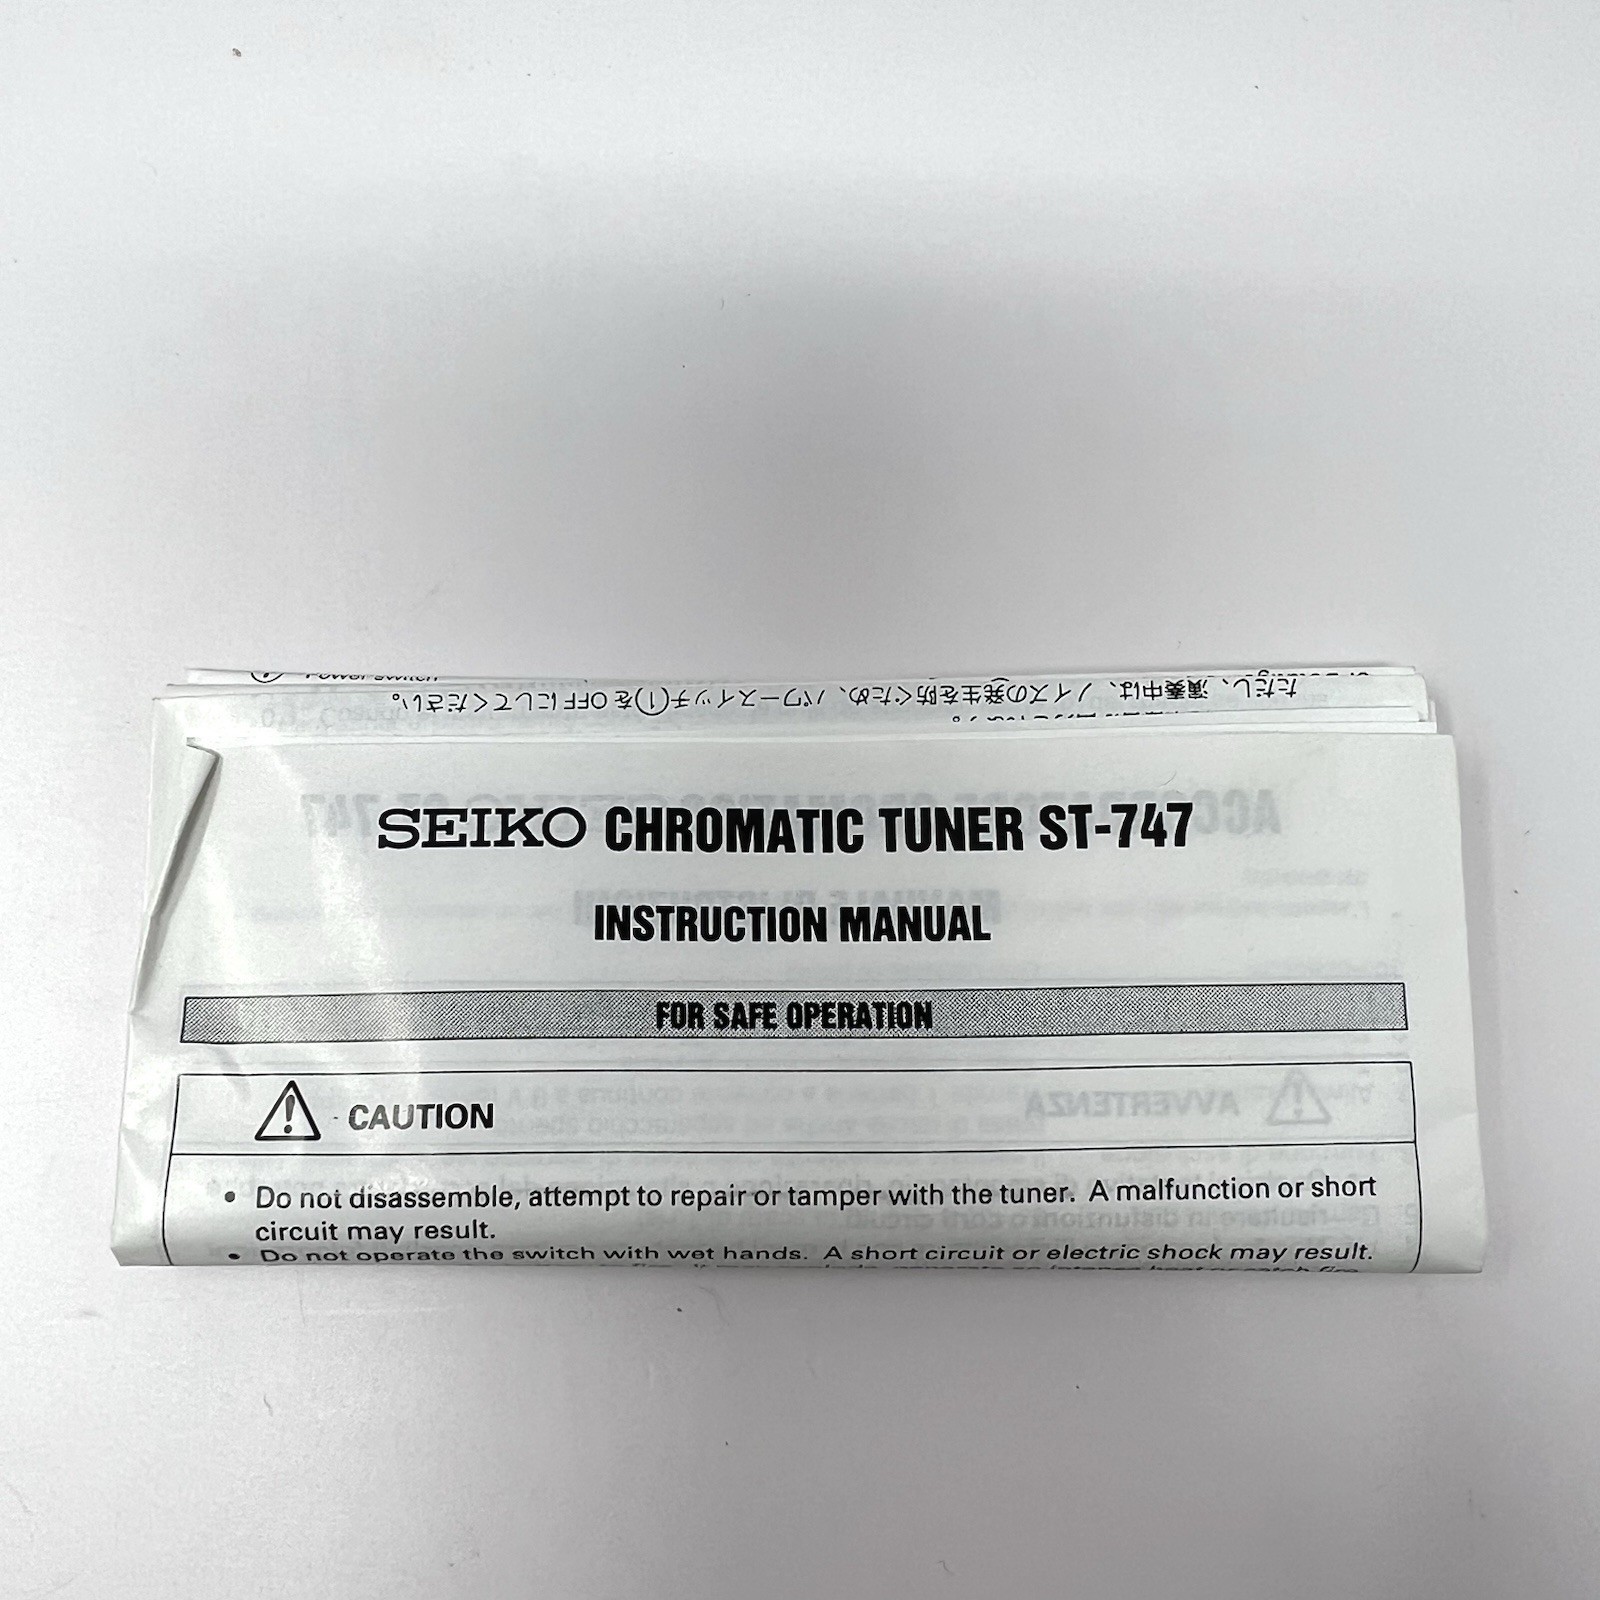 Power switch
ただし、演奏中は、ノイズの発生を防ぐため、パワースイッチ①をOFFにしてください。
SEIKO CHROMATIC TUNER ST-747
INSTRUCTION MANUAL
FOR SAFE OPERATION
CAUTION
• Do not disassemble, attempt to repair or tamper with the tuner. A malfunction or short
circuit may result.
• Do not operate the switch with wet hands. A short circuit or electric shock may result.